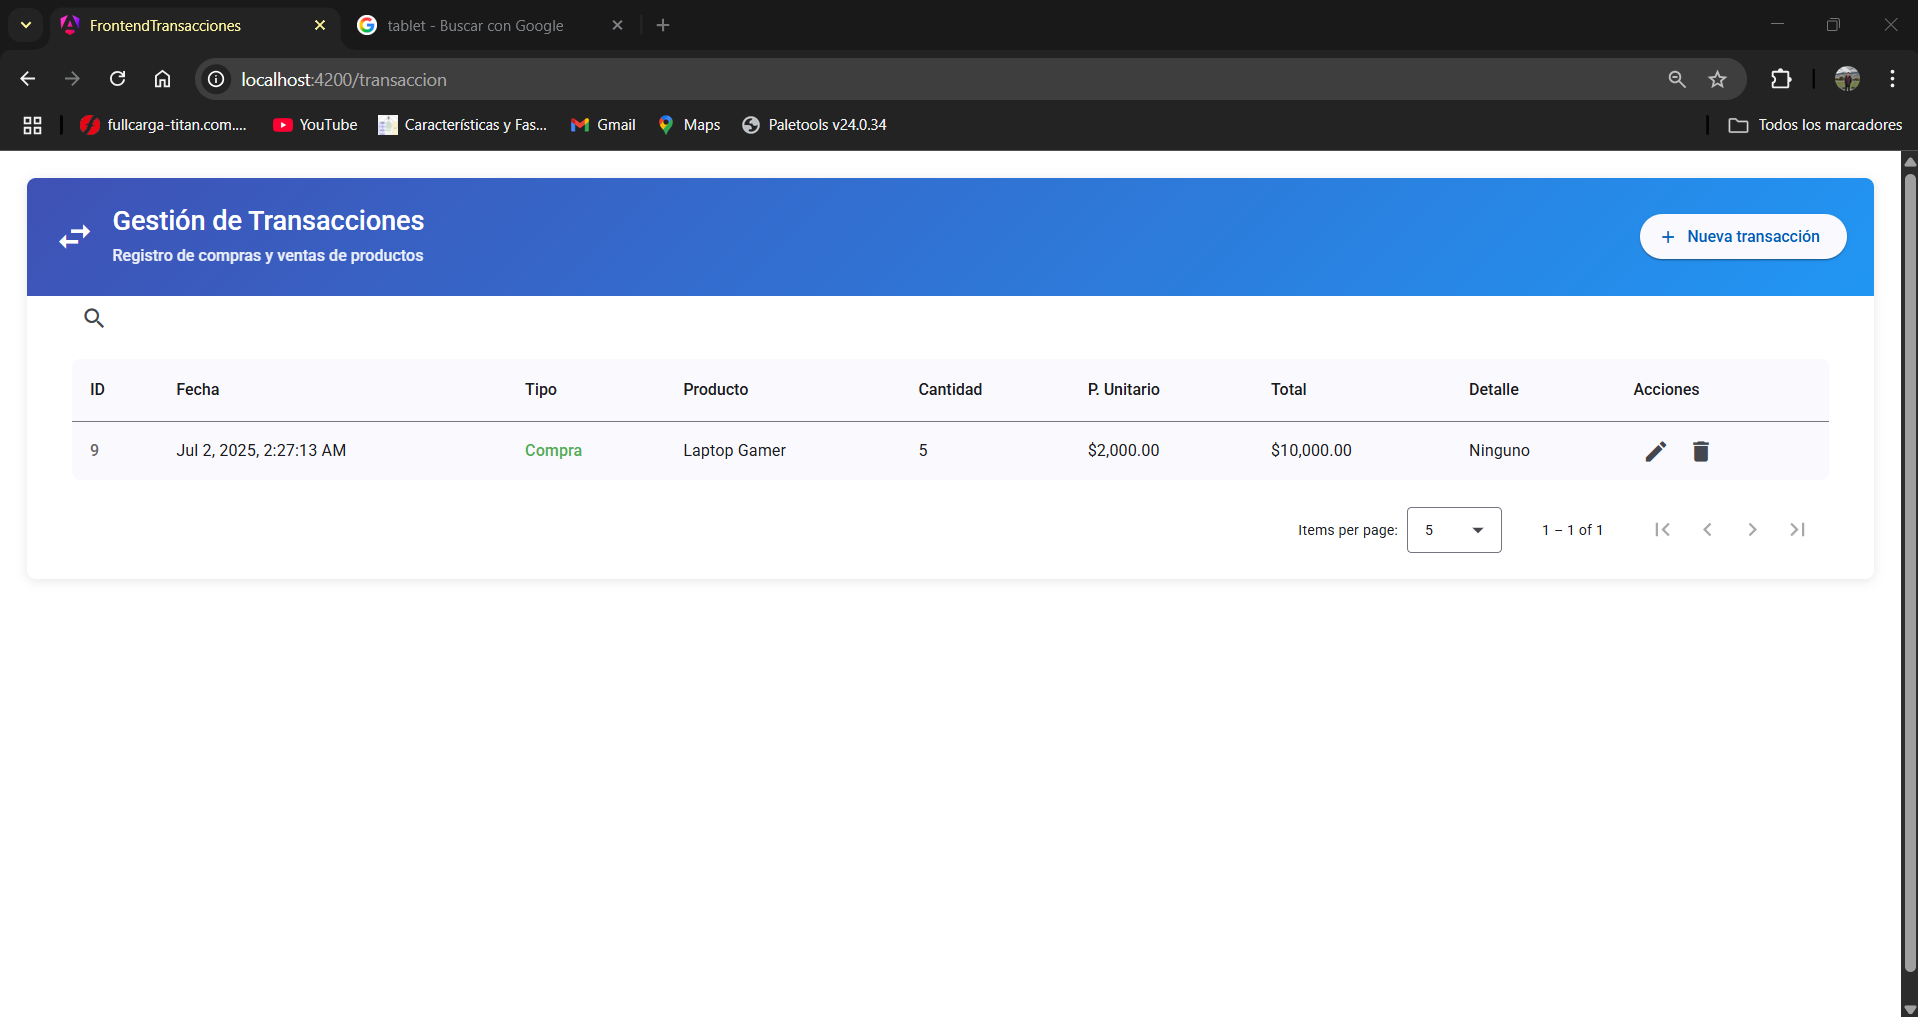 FrontendTransacciones
tablet - Buscar con Google
localhost:4200/transaccion
fullcarga-titan.com....
YouTube
Características y Fas...
Gmail
Maps
Paletools v24.0.34
Todos los marcadores
Gestión de Transacciones
Registro de compras y ventas de productos
+ Nueva transacción
ID Fecha Tipo Producto Cantidad P. Unitario Total Detalle Acciones
9 Jul 2, 2025, 2:27:13 AM Compra Laptop Gamer 5 $2,000.00 $10,000.00 Ninguno
Items per page: 5 1 – 1 of 1